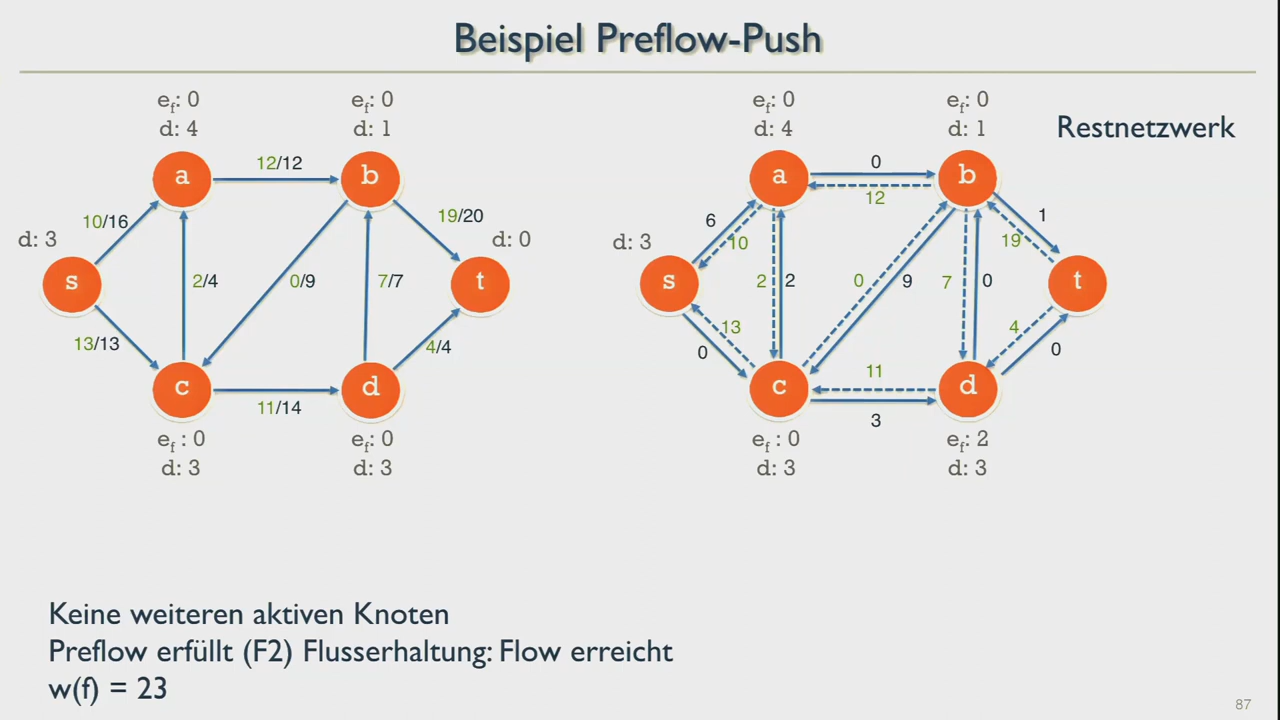 Beispiel Preflow-Push
Restnetzwerk
ef: 0
d: 4
ef: 0
d: 1
12/12
a
b
10/16
19/20
d: 3
d: 0
s
2/4
0/9
7/7
t
13/13
4/4
c
d
11/14
ef : 0
d: 3
ef: 0
d: 3
ef: 0
d: 4
ef: 0
d: 1
0
a
b
12
6
1
10
19
d: 3
s
2
2
0
9
7
0
t
13
4
0
0
c
11
d
3
ef : 0
d: 3
ef: 2
d: 3
Keine weiteren aktiven Knoten
Preflow erfüllt (F2) Flusserhaltung: Flow erreicht
w(f) = 23
87